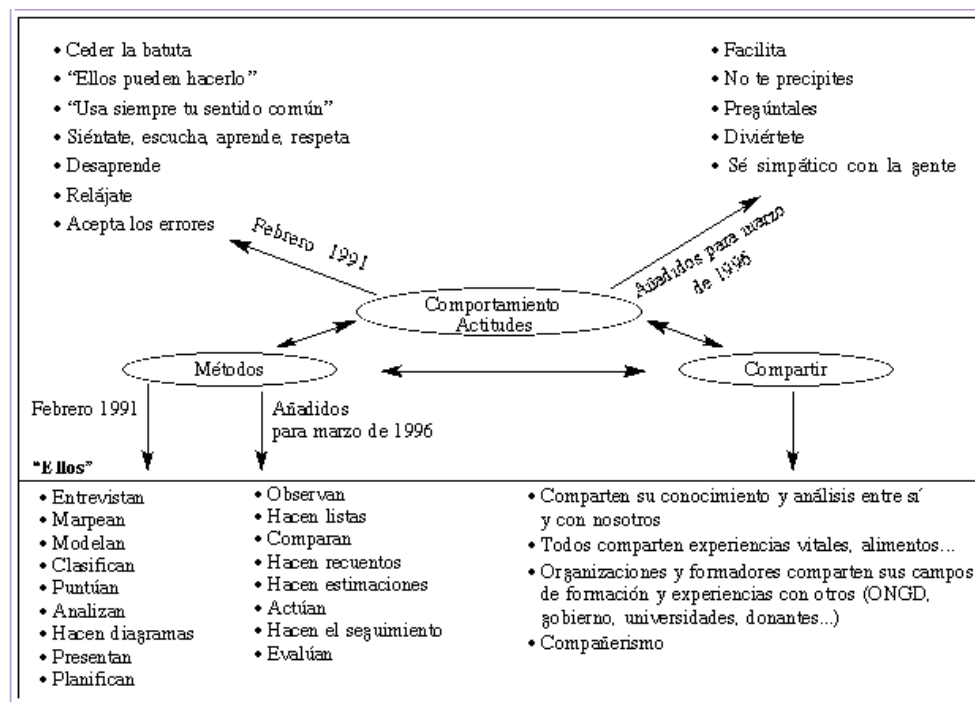 • Ceder la batuta
• “Ellos pueden hacerlo”
• “Usa siempre tu sentido común”
• Siéntate, escucha, aprende, respeta
• Desaprende
• Relájate
• Acepta los errores
• Facilita
• No te precipites
• Pregúntales
• Diviértete
• Sé simpático con la gente
Febrero 1991
Añadidos para marzo
de 1996
Comportamiento
Actitudes
Métodos
Compartir
Febrero 1991
Añadidos
para marzo de 1996
“Ellos”
• Entrevistan
• Marpean
• Modelan
• Clasifican
• Puntúan
• Analizan
• Hacen diagramas
• Presentan
• Planifican
• Observan
• Hacen listas
• Comparan
• Hacen recuentos
• Hacen estimaciones
• Actúan
• Hacen el seguimiento
• Evalúan
• Comparten su conocimiento y análisis entre sí
y con nosotros
• Todos comparten experiencias vitales, alimentos...
• Organizaciones y formadores comparten sus campos
de formación y experiencias con otros (ONGD,
gobierno, universidades, donantes...)
• Compañerismo